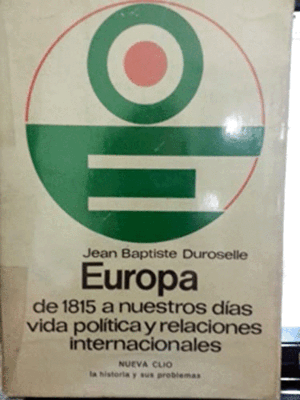 Jean Baptiste Duroselle
Europa
de 1815 a nuestros días
vida política y relaciones
internacionales
NUEVA CLIO
la historia y sus problemas